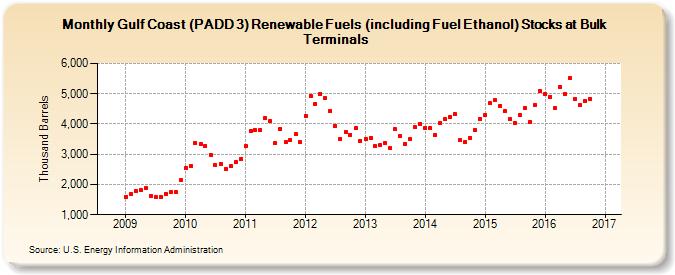 Monthly Gulf Coast (PADD 3) Renewable Fuels (including Fuel Ethanol) Stocks at Bulk
Terminals
Thousand Barrels
6,000
5,000
4,000
3,000
2,000
1,000
2009 2010 2011 2012 2013 2014 2015 2016 2017
Source: U.S. Energy Information Administration